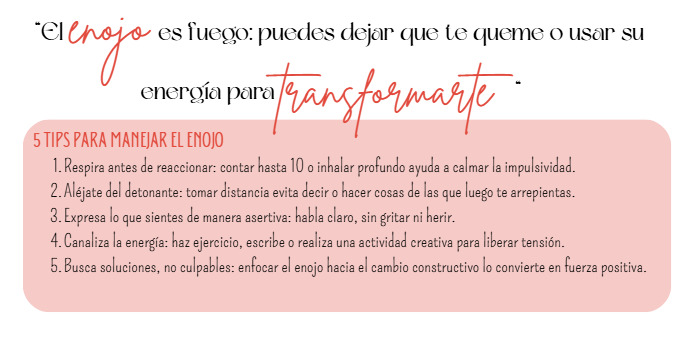 "El enojo es fuego: puedes dejar que te queme o usar su
energía para transformarte "
5 TIPS PARA MANEJAR EL ENOJO
1. Respira antes de reaccionar: contar hasta 10 o inhalar profundo ayuda a calmar la impulsividad.
2. Aléjate del detonante: tomar distancia evita decir o hacer cosas de las que luego te arrepientas.
3. Expresa lo que sientes de manera asertiva: habla claro, sin gritar ni herir.
4. Canaliza la energía: haz ejercicio, escribe o realiza una actividad creativa para liberar tensión.
5. Busca soluciones, no culpables: enfocar el enojo hacia el cambio constructivo lo convierte en fuerza positiva.